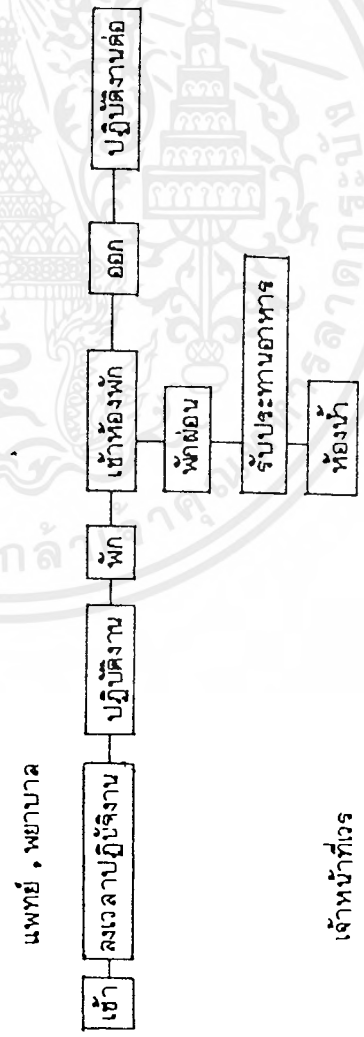 แพทย์ , พยาบาล
เข้า
ลงเวลาปฏิบัติงาน
ปฏิบัติงาน
พัก
เข้าห้องพัก
ออก
ปฏิบัติงานต่อ
พักผ่อน
รับประทานอาหาร
ห้องน้ำ
เจ้าหน้าที่เวร